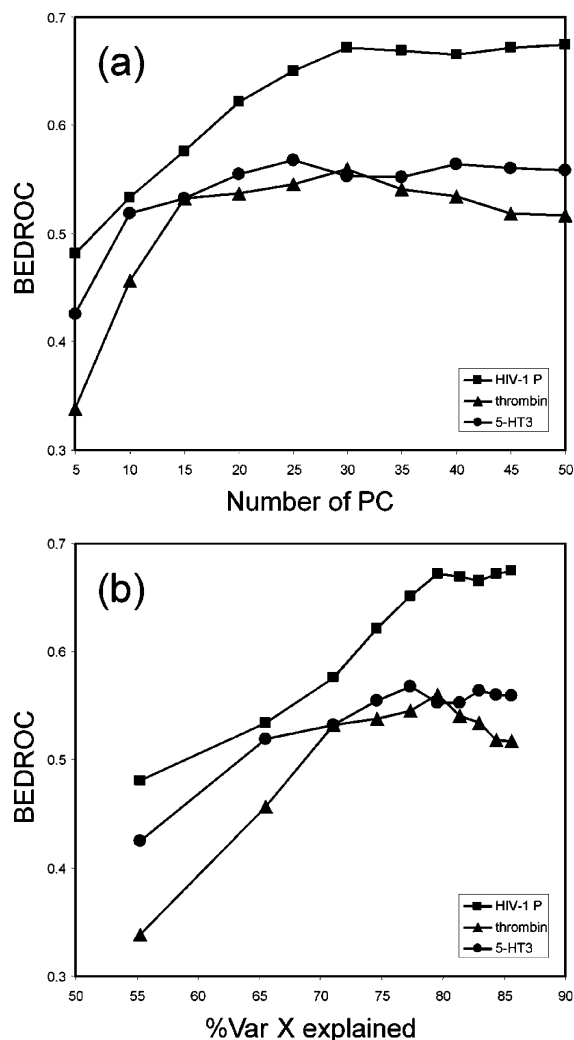 0.7
(a)
0.6
BEDROC
0.5
0.4
HIV-1 P
thrombin
5-HT3
0.3
5 10 15 20 25 30 35 40 45 50
Number of PC
0.7
(b)
0.6
BEDROC
0.5
0.4
HIV-1 P
thrombin
5-HT3
0.3
50 55 60 65 70 75 80 85 90
%Var X explained